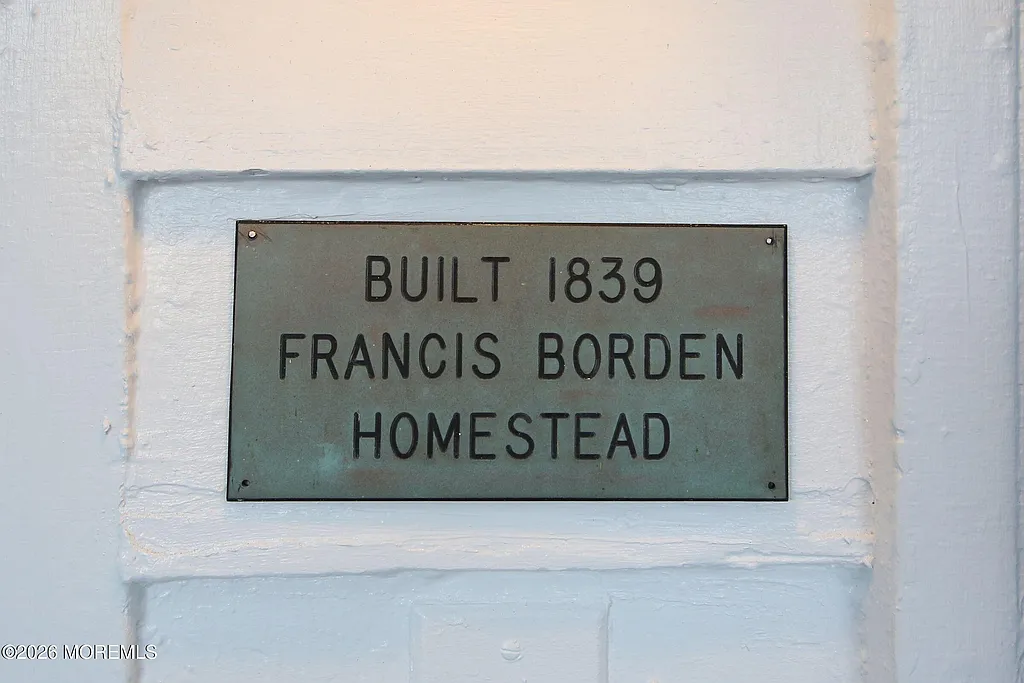 BUILT 1839
FRANCIS BORDEN
HOMESTEAD
©2026 MOREMLS